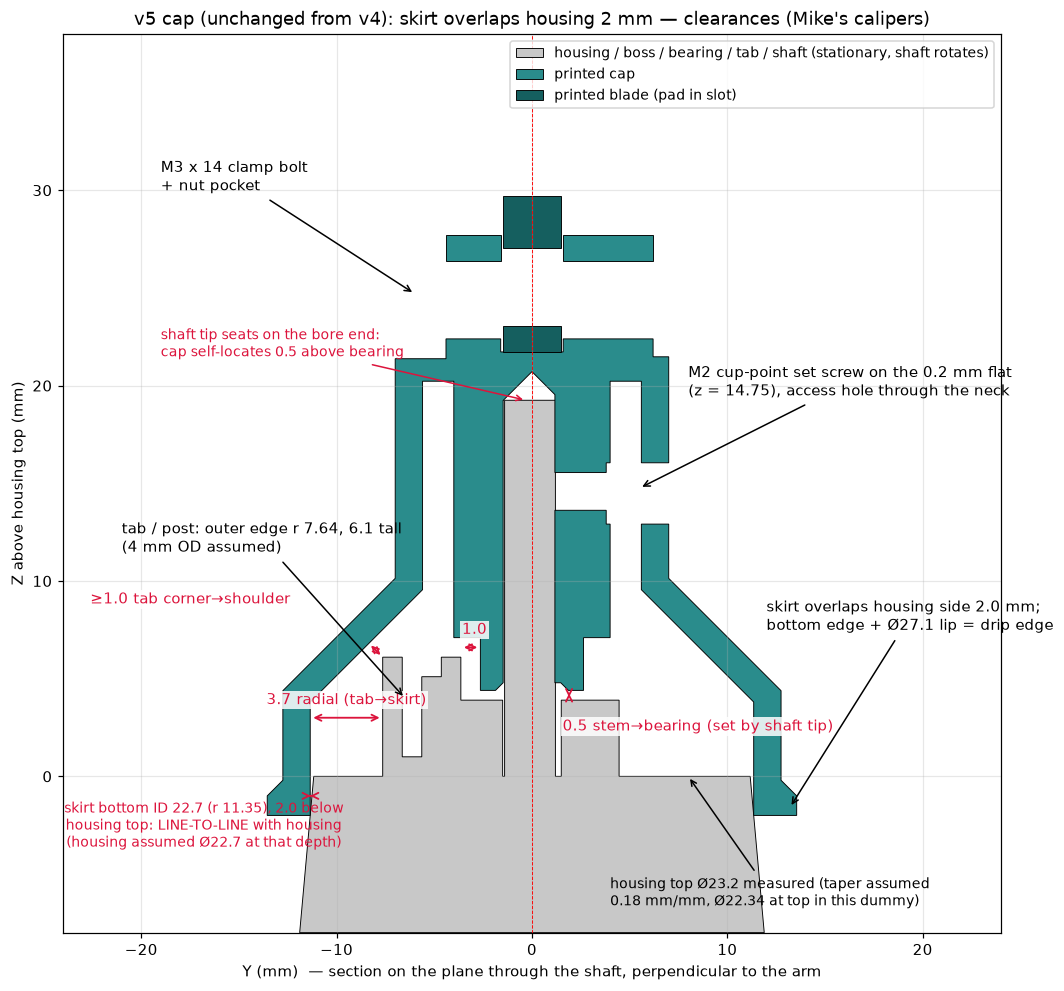 v5 cap (unchanged from v4): skirt overlaps housing 2 mm — clearances (Mike's calipers)
housing / boss / bearing / tab / shaft (stationary, shaft rotates)
printed cap
printed blade (pad in slot)
M3 x 14 clamp bolt
+ nut pocket
30
shaft tip seats on the bore end:
cap self-locates 0.5 above bearing
M2 cup-point set screw on the 0.2 mm flat
(z = 14.75), access hole through the neck
20
tab / post: outer edge r 7.64, 6.1 tall
(4 mm OD assumed)
10
≥1.0 tab corner→shoulder
skirt overlaps housing side 2.0 mm;
bottom edge + Ø27.1 lip = drip edge
1.0
3.7 radial (tab→skirt)
0.5 stem→bearing (set by shaft tip)
0
skirt bottom ID 22.7 (r 11.35), 2.0 below
housing top: LINE-TO-LINE with housing
(housing assumed Ø22.7 at that depth)
housing top Ø23.2 measured (taper assumed
0.18 mm/mm, Ø22.34 at top in this dummy)
Z above housing top (mm)
−20
−10
0
10
20
Y (mm)  — section on the plane through the shaft, perpendicular to the arm